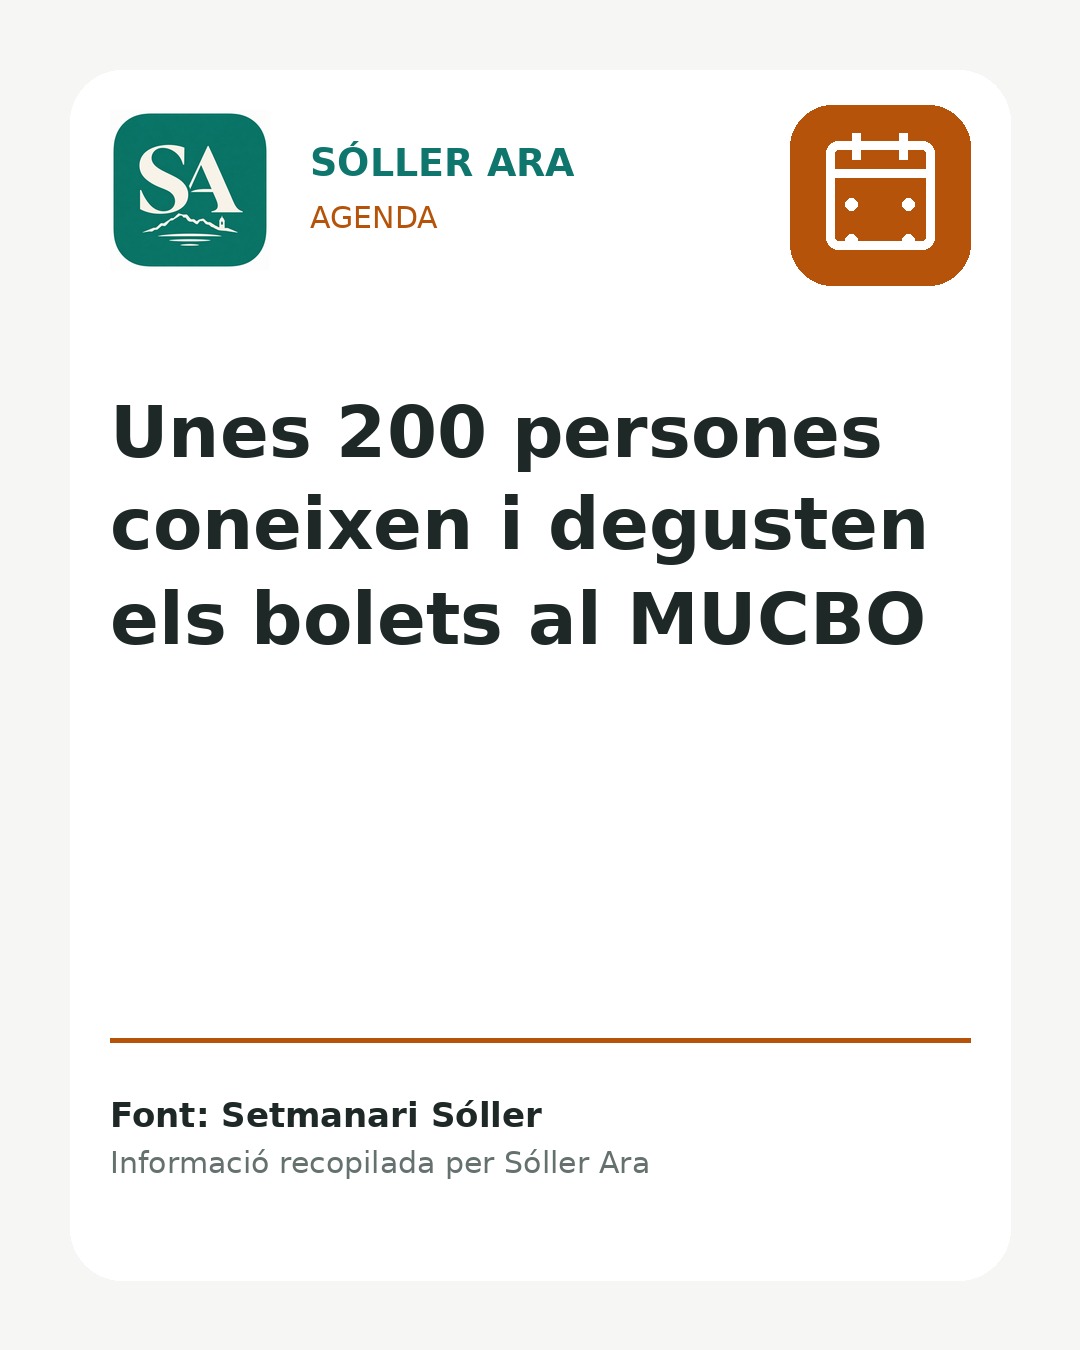 SA
SÓLLER ARA
AGENDA
Unes 200 persones
coneixen i degusten
els bolets al MUCBO
Font: Setmanari Sóller
Informació recopilada per Sóller Ara